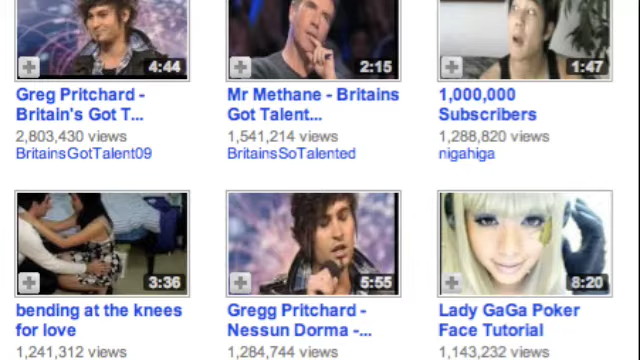 4:44
2:15
1:47
Greg Pritchard -
Britain's Got T...
2,803,430 views
BritainsGotTalent09
Mr Methane - Britains
Got Talent...
1,541,214 views
BritainsSoTalented
1,000,000
Subscribers
1,288,820 views
nigahiga
3:36
5:55
8:20
bending at the knees
for love
1,241,312 views
Gregg Pritchard -
Nessun Dorma -...
1,284,744 views
Lady GaGa Poker
Face Tutorial
1,143,232 views